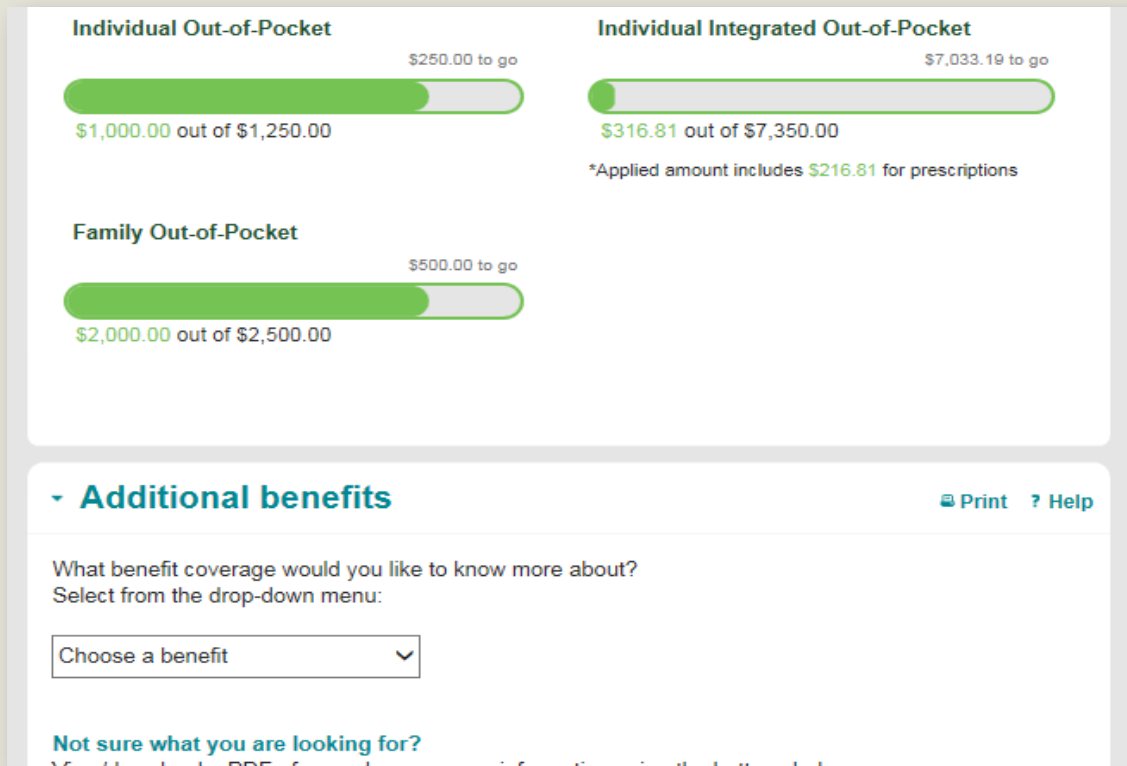 Individual Out-of-Pocket
$250.00 to go
$1,000.00 out of $1,250.00
Individual Integrated Out-of-Pocket
$7,033.19 to go
$316.81 out of $7,350.00
*Applied amount includes $216.81 for prescriptions
Family Out-of-Pocket
$500.00 to go
$2,000.00 out of $2,500.00
Additional benefits
Print ? Help
What benefit coverage would you like to know more about?
Select from the drop-down menu:
Choose a benefit
Not sure what you are looking for?